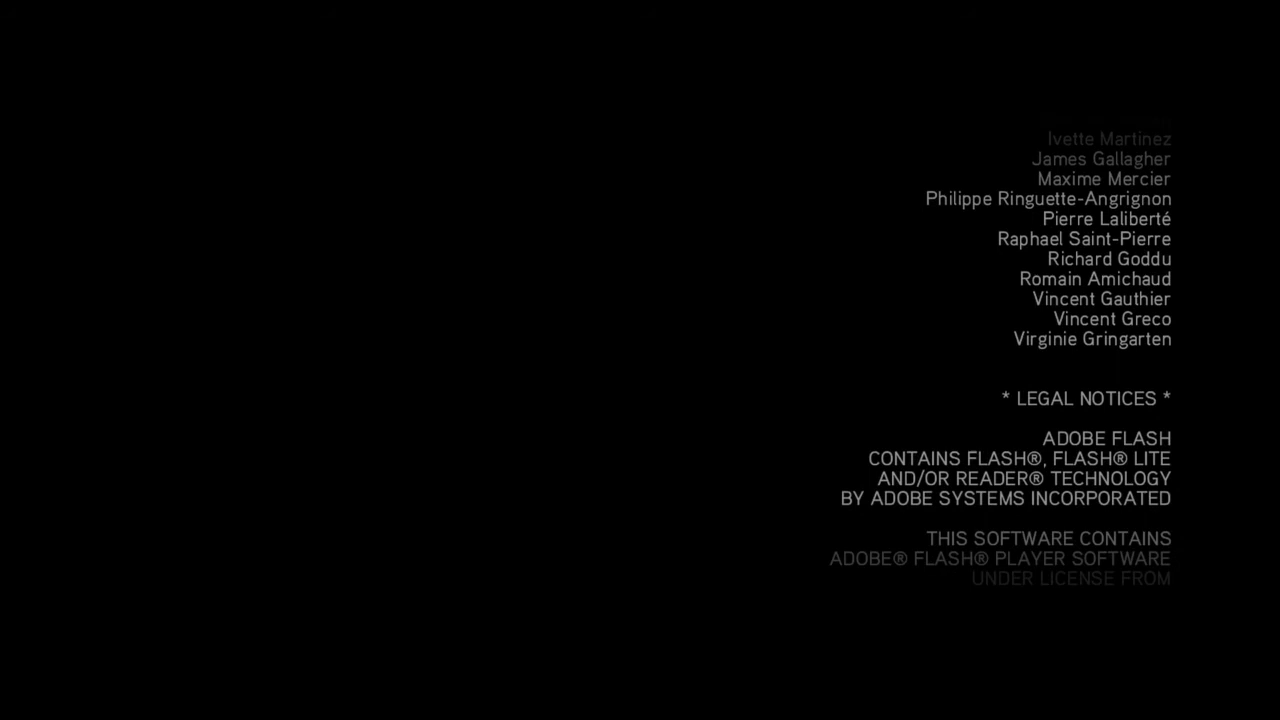 Ivette Martinez
James Gallagher
Maxime Mercier
Philippe Ringuette-Angrignon
Pierre Laliberté
Raphael Saint-Pierre
Richard Goddu
Romain Amichaud
Vincent Gauthier
Vincent Greco
Virginie Gringarten
* LEGAL NOTICES *
ADOBE FLASH
CONTAINS FLASH®, FLASH® LITE
AND/OR READER® TECHNOLOGY
BY ADOBE SYSTEMS INCORPORATED
THIS SOFTWARE CONTAINS
ADOBE® FLASH® PLAYER SOFTWARE
UNDER LICENSE FROM